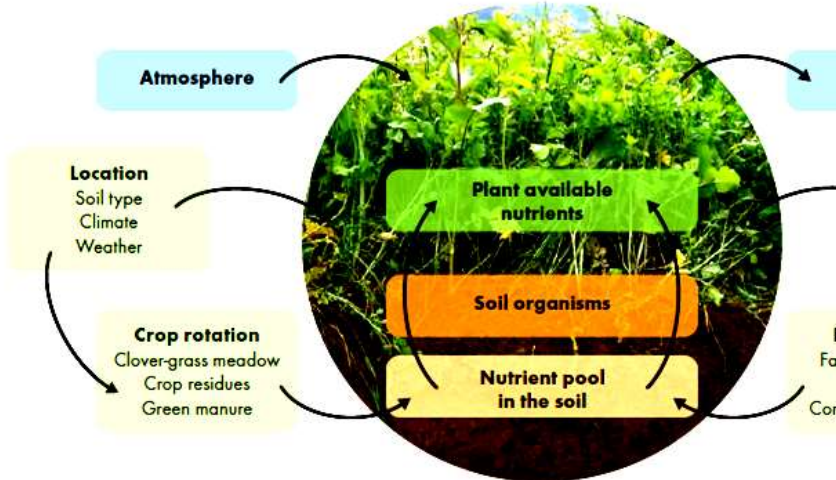 Atmosphere
Location
Soil type
Climate
Weather
Plant available
nutrients
Soil organisms
Crop rotation
Clover-grass meadow
Crop residues
Green manure
Nutrient pool
in the soil